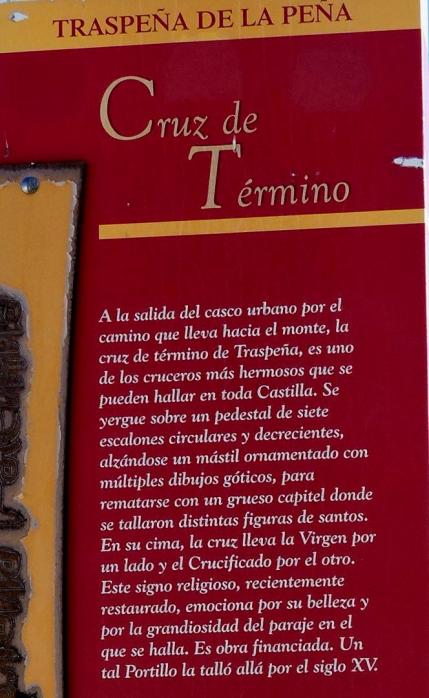 TRASPEÑA DE LA PEÑA
Cruz de
Término
A la salida del casco urbano por el
camino que lleva hacia el monte, la
cruz de término de Traspeña, es uno
de los cruceros más hermosos que se
pueden hallar en toda Castilla. Se
yergue sobre un pedestal de siete
escalones circulares y decrecientes,
alzándose un mástil ornamentado con
múltiples dibujos góticos, para
rematarse con un grueso capitel donde
se tallaron distintas figuras de santos.
En su cima, la cruz lleva la Virgen por
un lado y el Crucificado por el otro.
Este signo religioso, recientemente
restaurado, emociona por su belleza y
por la grandiosidad del paraje en el
que se halla. Es obra financiada. Un
tal Portillo la talló allá por el siglo XV.